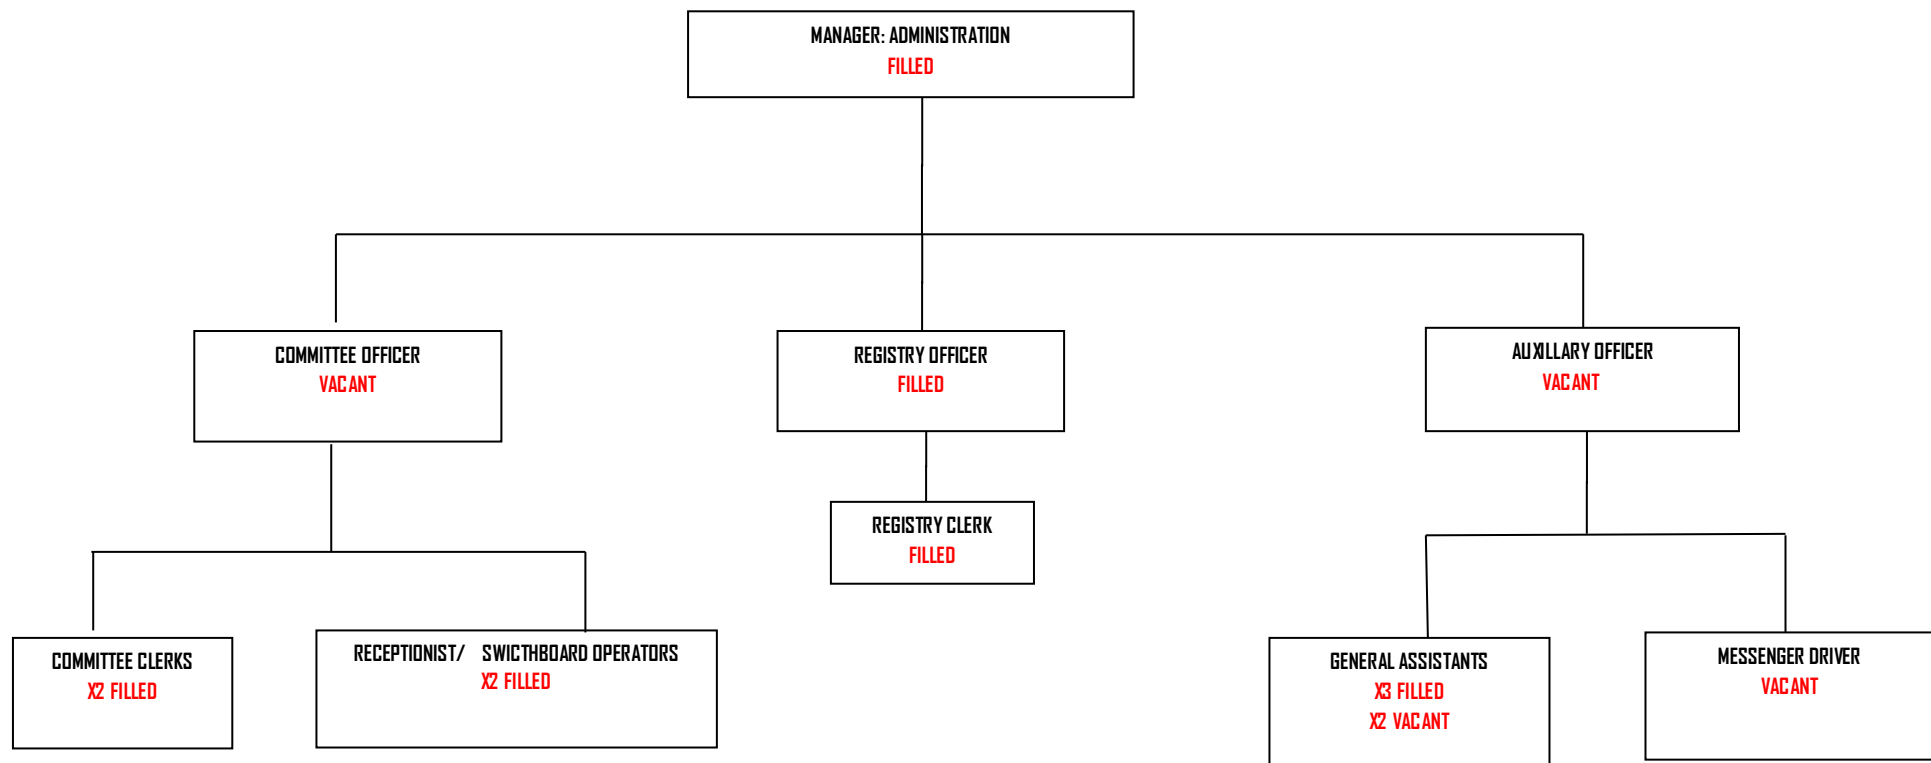 MANAGER: ADMINISTRATION
FILLED
COMMITTEE OFFICER
VACANT
REGISTRY OFFICER
FILLED
AUXILLARY OFFICER
VACANT
REGISTRY CLERK
FILLED
COMMITTEE CLERKS
X2 FILLED
RECEPTIONIST/ SWICTHBOARD OPERATORS
X2 FILLED
GENERAL ASSISTANTS
X3 FILLED
X2 VACANT
MESSENGER DRIVER
VACANT